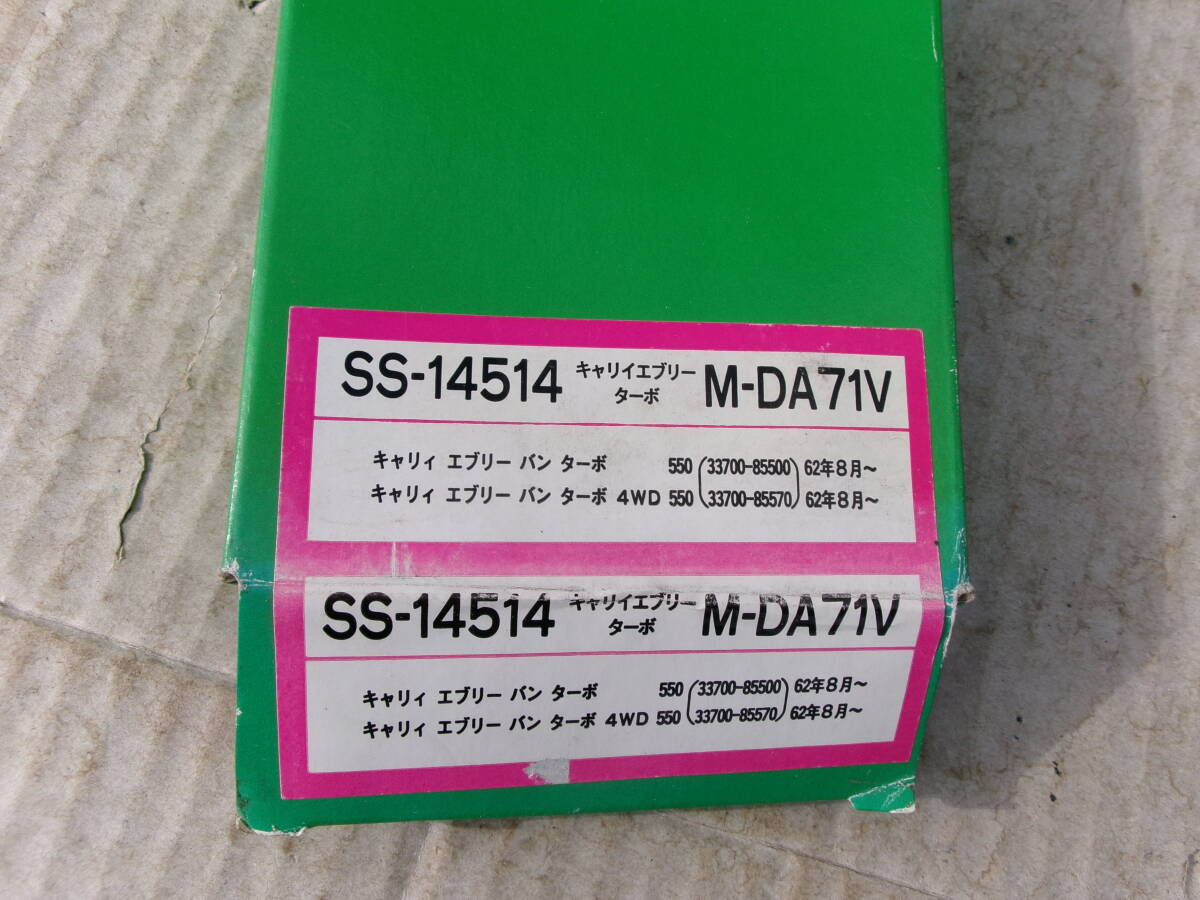 SS-14514 キャリイエブリー ターボ M-DA71V
キャリィ エブリー バン ターボ 550 (33700-85500) 62年8月~
キャリィ エブリー バン ターボ 4WD 550 (33700-85570) 62年8月~
SS-14514 キャリイエブリー ターボ M-DA71V
キャリィ エブリー バン ターボ 550 (33700-85500) 62年8月~
キャリィ エブリー バン ターボ 4WD 550 (33700-85570) 62年8月~